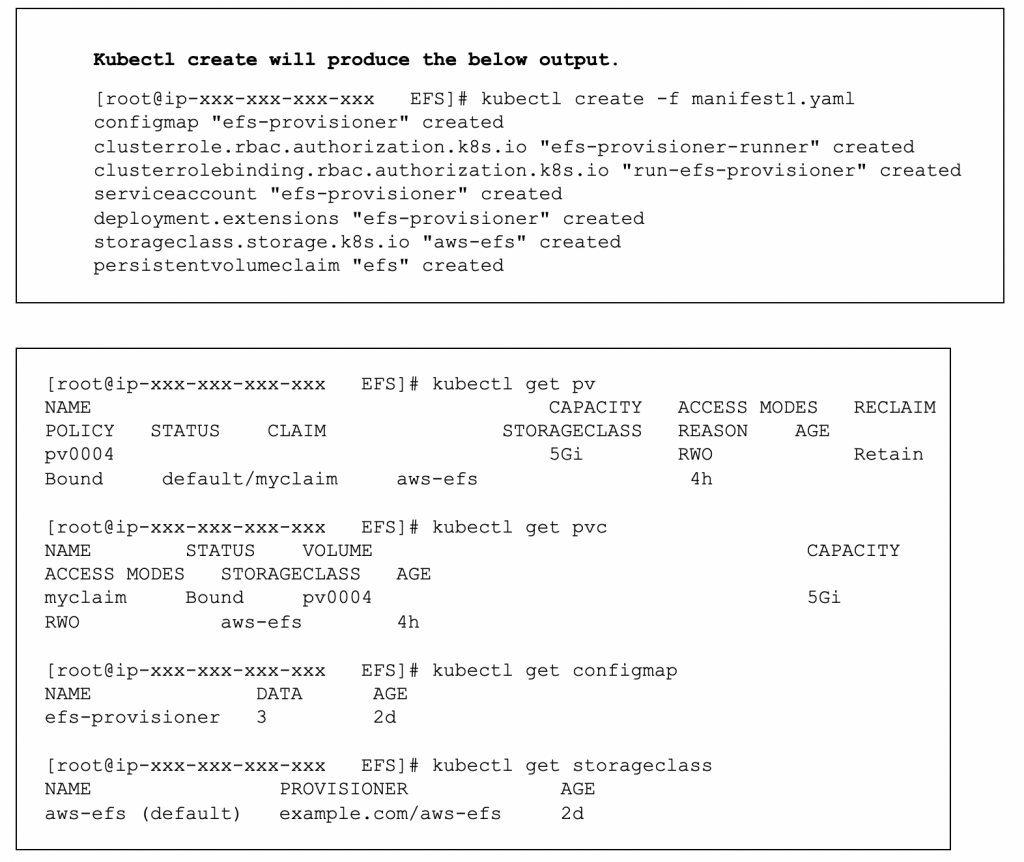 Kubectl create will produce the below output.
[root@ip-xxx-xxx-xxx-xxx   EFS]# kubectl create -f manifest1.yaml
configmap "efs-provisioner" created
clusterrole.rbac.authorization.k8s.io "efs-provisioner-runner" created
clusterrolebinding.rbac.authorization.k8s.io "run-efs-provisioner" created
serviceaccount "efs-provisioner" created
deployment.extensions "efs-provisioner" created
storageclass.storage.k8s.io "aws-efs" created
persistentvolumeclaim "efs" created
[root@ip-xxx-xxx-xxx-xxx   EFS]# kubectl get pv
NAME                                       CAPACITY   ACCESS MODES   RECLAIM
POLICY   STATUS    CLAIM               STORAGECLASS   REASON    AGE
pv0004                                     5Gi        RWO            Retain
Bound     default/myclaim     aws-efs                  4h
[root@ip-xxx-xxx-xxx-xxx   EFS]# kubectl get pvc
NAME        STATUS    VOLUME                                     CAPACITY
ACCESS MODES   STORAGECLASS   AGE
myclaim     Bound     pv0004                                     5Gi
RWO            aws-efs        4h
[root@ip-xxx-xxx-xxx-xxx   EFS]# kubectl get configmap
NAME              DATA      AGE
efs-provisioner   3         2d
[root@ip-xxx-xxx-xxx-xxx   EFS]# kubectl get storageclass
NAME                PROVISIONER             AGE
aws-efs (default)   example.com/aws-efs     2d